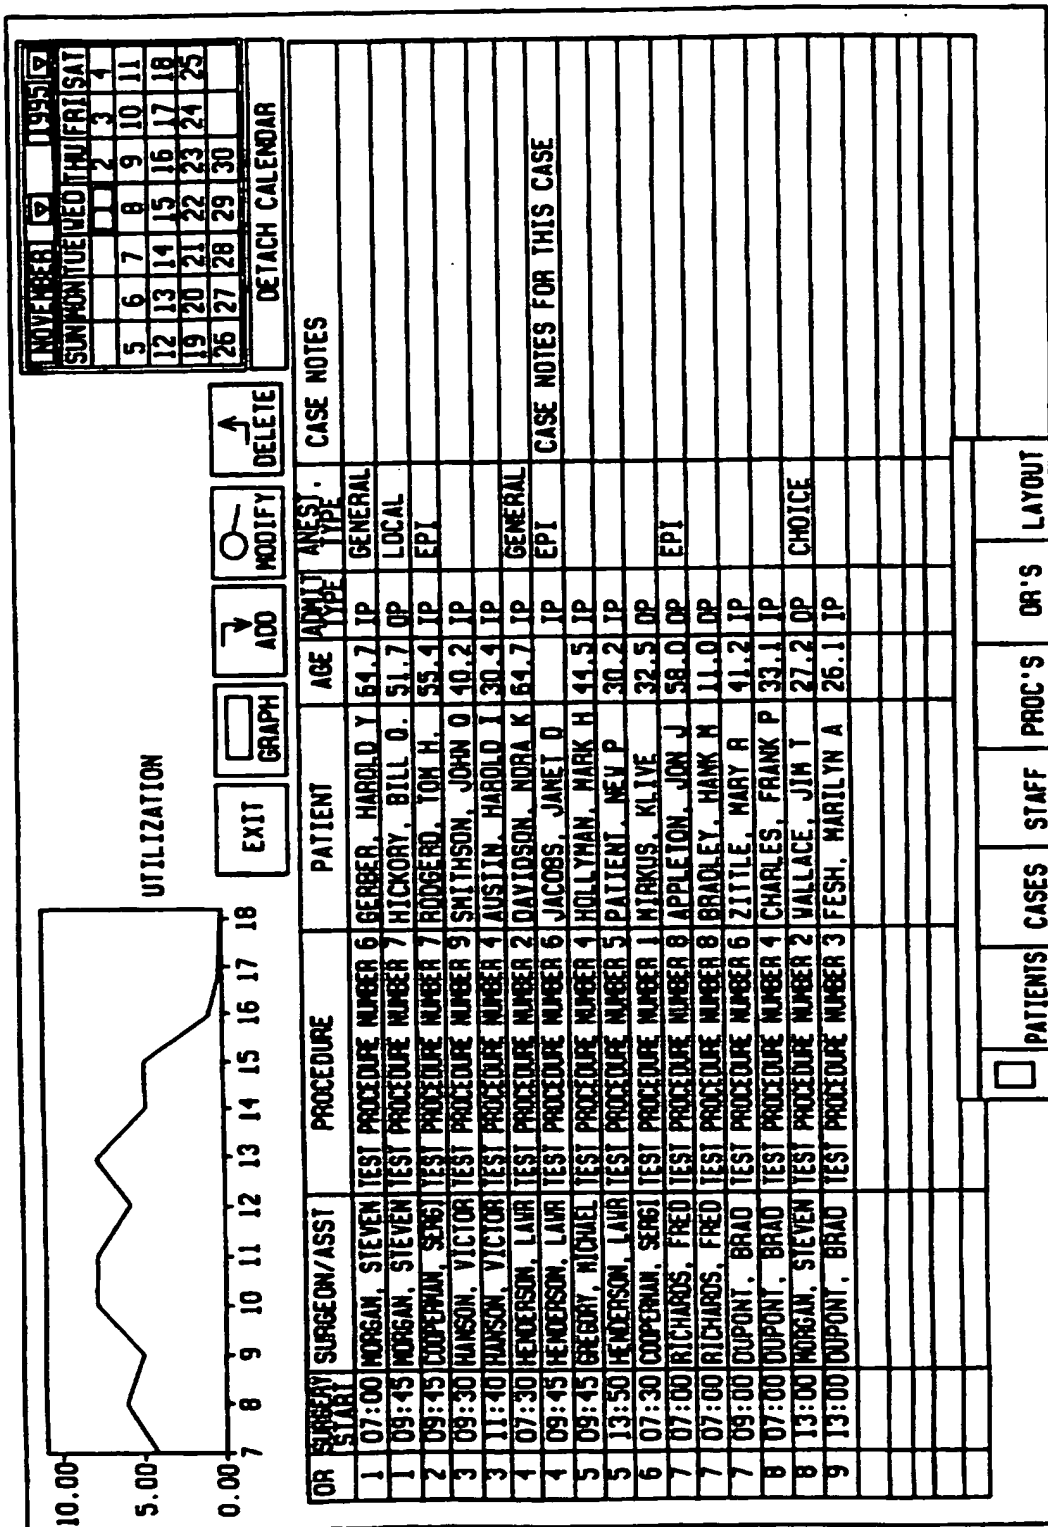 10.00
5.00
0.00
7 8 9 10 11 12 13 14 15 16 17 18
UTILIZATION
EXIT
GRAPH
ADD
MODIFY
DELETE
NOVEMBER 1995
SUN MON TUE WED THU FRI SAT
2 3 4
5 6 7 8 9 10 11
12 13 14 15 16 17 18
19 20 21 22 23 24 25
26 27 28 29 30
DETACH CALENDAR
OR SURGERY START SURGEON/ASST PROCEDURE PATIENT AGE ADMIT TYPE ANEST. TYPE CASE NOTES
1 07:00 MORGAN, STEVEN TEST PROCEDURE NUMBER 6 GERBER, HAROLD Y 64.7 IP GENERAL
1 09:45 MORGAN, STEVEN TEST PROCEDURE NUMBER 7 HICKORY, BILL Q. 51.7 OP LOCAL
2 09:45 COOPERMAN, SERGI TEST PROCEDURE NUMBER 7 RODGERD, TOM H. 55.4 IP EPI
3 09:30 HANSON, VICTOR TEST PROCEDURE NUMBER 9 SMITHSON, JOHN Q 40.2 IP
3 11:40 HANSON, VICTOR TEST PROCEDURE NUMBER 4 AUSTIN, HAROLD I 30.4 IP
4 07:30 HENDERSON, LAWR TEST PROCEDURE NUMBER 2 DAVIDSON, NORA K 64.7 IP GENERAL
4 09:45 HENDERSON, LAWR TEST PROCEDURE NUMBER 6 JACOBS, JANET D IP EPI CASE NOTES FOR THIS CASE
5 09:45 GREGORY, MICHAEL TEST PROCEDURE NUMBER 4 HOLLYMAN, MARK H 44.5 IP
5 13:50 HENDERSON, LAWR TEST PROCEDURE NUMBER 5 PATIENT, NEW P 30.2 IP
6 07:30 COOPERMAN, SERGI TEST PROCEDURE NUMBER 1 MIRKUS, KLIVE 32.5 OP
7 07:00 RICHARDS, FRED TEST PROCEDURE NUMBER 8 APPLETON, JON J 58.0 OP EPI
7 07:00 RICHARDS, FRED TEST PROCEDURE NUMBER 8 BRADLEY, HANK M 11.0 OP
7 09:00 DUPONT, BRAD TEST PROCEDURE NUMBER 6 ZITTLE, MARY R 41.2 IP
8 07:00 DUPONT, BRAD TEST PROCEDURE NUMBER 4 CHARLES, FRANK P 33.1 IP
8 13:00 MORGAN, STEVEN TEST PROCEDURE NUMBER 2 WALLACE, JIM T 27.2 OP CHOICE
9 13:00 DUPONT, BRAD TEST PROCEDURE NUMBER 3 FESH, MARILYN A 26.1 IP
PATIENTS CASES STAFF PROC'S OR'S LAYOUT